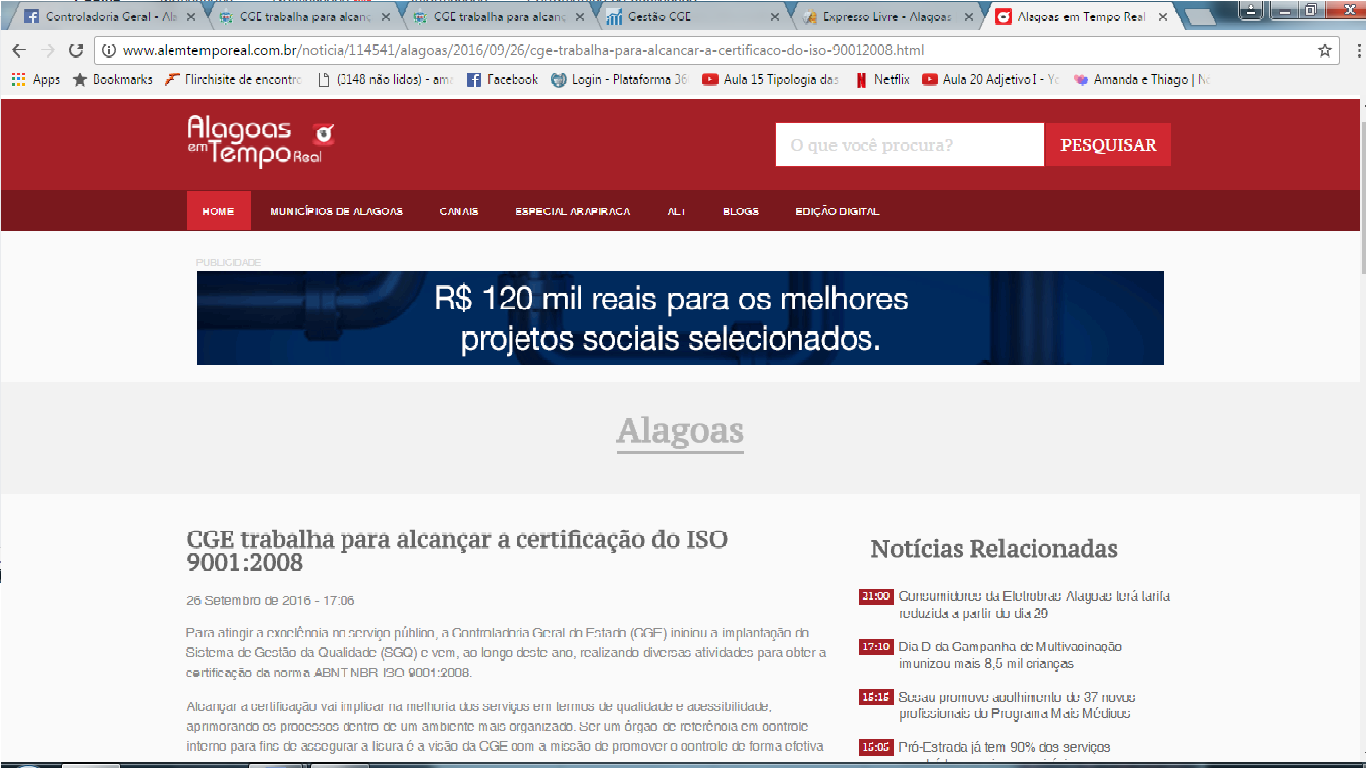 Controladoria Geral - Ala
CGE trabalha para alcanç
CGE trabalha para alcanç
Gestão CGE
Expresso Livre - Alagoas
Alagoas em Tempo Real
www.alemtemporeal.com.br/noticia/114541/alagoas/2016/09/26/cge-trabalha-para-alcancar-a-certificaco-do-iso-90012008.html
Apps Bookmarks Flirchisite de encontro (3148 não lidos) - ama Facebook Login - Plataforma 36 Aula 15 Tipologia das Netflix Aula 20 Adjetivo I - Yo Amanda e Thiago | No
Alagoas
em Tempo Real
O que você procura?
PESQUISAR
HOME MUNICÍPIOS DE ALAGOAS CANAIS ESPECIAL ARAPIRACA AL1 BLOGS EDIÇÃO DIGITAL
PUBLICIDADE
R$ 120 mil reais para os melhores
projetos sociais selecionados.
Alagoas
CGE trabalha para alcançar a certificação do ISO
9001:2008
26 Setembro de 2016 - 17:06
Para atingir a excelência no serviço público, a Controladoria Geral do Estado (CGE) iniciou a implantação do
Sistema de Gestão da Qualidade (SGQ) e vem, ao longo deste ano, realizando diversas atividades para obter a
certificação da norma ABNT NBR ISO 9001:2008.
Alcançar a certificação vai implicar na melhoria dos serviços em termos de qualidade e acessibilidade,
aprimorando os processos dentro de um ambiente mais organizado. Ser um órgão de referência em controle
interno para fins de assegurar a lisura é a visão da CGE com a missão de promover o controle de forma efetiva
Notícias Relacionadas
21:00 Consumidores da Eletrobras Alagoas terá tarifa
reduzida a partir do dia 29
17:10 Dia D da Campanha de Multivacinação
imunizou mais 8,5 mil crianças
15:15 Sesau promove acolhimento de 37 novos
profissionais do Programa Mais Médicos
15:05 Pró-Estrada já tem 90% dos serviços